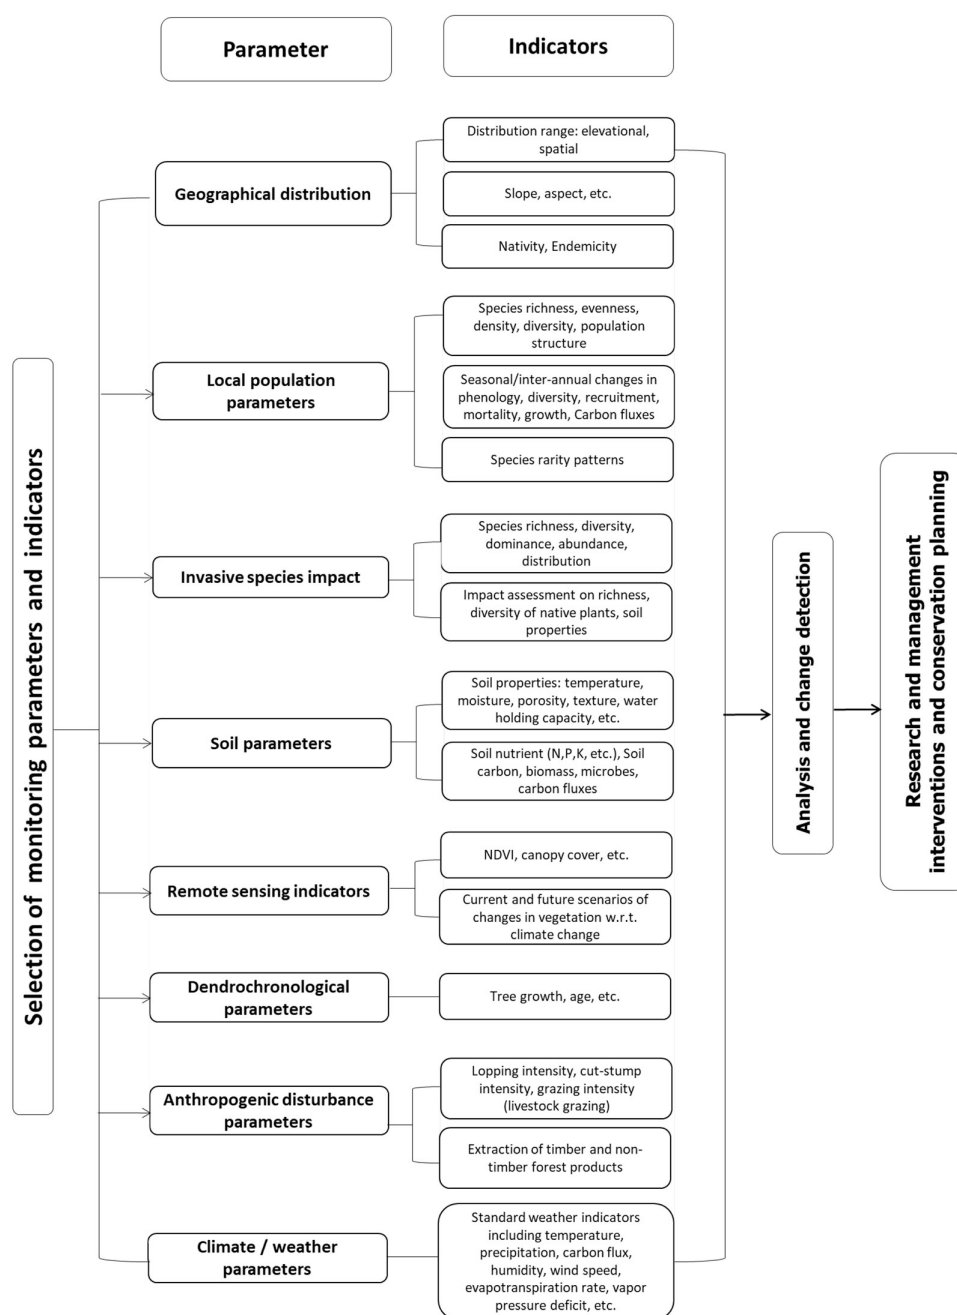 Parameter
Indicators
Selection of monitoring parameters and indicators
Geographical distribution
Distribution range: elevational,
spatial
Slope, aspect, etc.
Nativity, Endemicity
Local population
parameters
Species richness, evenness,
density, diversity, population
structure
Seasonal/inter-annual changes in
phenology, diversity, recruitment,
mortality, growth, Carbon fluxes
Species rarity patterns
Invasive species impact
Species richness, diversity,
dominance, abundance,
distribution
Impact assessment on richness,
diversity of native plants, soil
properties
Soil parameters
Soil properties: temperature,
moisture, porosity, texture, water
holding capacity, etc.
Soil nutrient (N,P,K, etc.), Soil
carbon, biomass, microbes,
carbon fluxes
Remote sensing indicators
NDVI, canopy cover, etc.
Current and future scenarios of
changes in vegetation w.r.t.
climate change
Dendrochronological
parameters
Tree growth, age, etc.
Anthropogenic disturbance
parameters
Lopping intensity, cut-stump
intensity, grazing intensity
(livestock grazing)
Extraction of timber and non-
timber forest products
Climate / weather
parameters
Standard weather indicators
including temperature,
precipitation, carbon flux,
humidity, wind speed,
evapotranspiration rate, vapor
pressure deficit, etc.
Analysis and change detection
Research and management
interventions and conservation planning